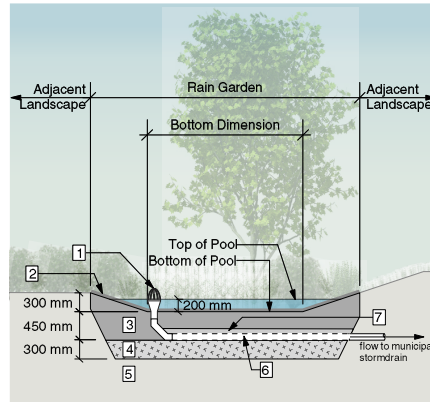 Adjacent
Landscape
Rain Garden
Adjacent
Landscape
Bottom Dimension
1
Top of Pool
Bottom of Pool
2
300 mm
200 mm
3
7
450 mm
4
300 mm
flow to municipa
stormdrain
5
6